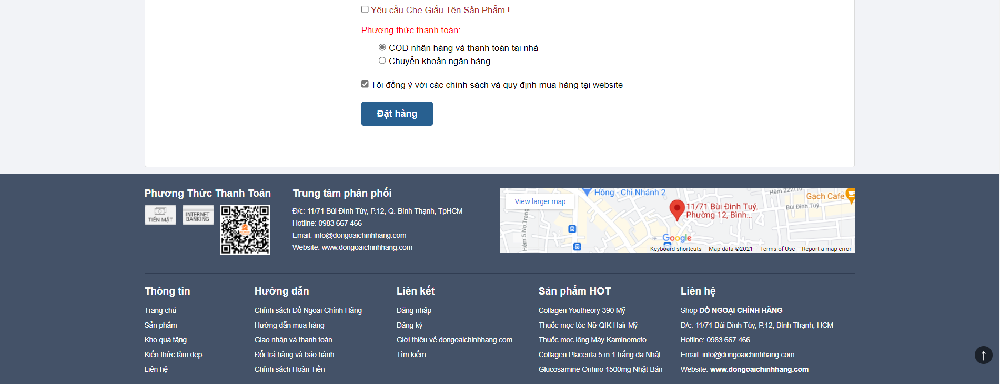 Yêu cầu Che Giấu Tên Sản Phẩm !
Phương thức thanh toán:
COD nhận hàng và thanh toán tại nhà
Chuyển khoản ngân hàng
Tôi đồng ý với các chính sách và quy định mua hàng tại website
Đặt hàng
Phương Thức Thanh Toán
TIỀN MẶT
INTERNET
BANKING
Trung tâm phân phối
Đ/c: 11/71 Bùi Đình Túy, P.12, Q. Bình Thạnh, TpHCM
Hotline: 0983 667 466
Email: info@dongoaichinhhang.com
Website: www.dongoaichinhhang.com
Hồng - Chi Nhánh 2
View larger map
Hẻm 222/10
Gạch Cafe
11/71 Bùi Đình Tuý,
Phường 12, Bình...
Bùi Đình Tuý
Hẻm 5 Nơ Trang
Google
Keyboard shortcuts
Map data ©2021
Terms of Use
Report a map error
Thông tin
Trang chủ
Sản phẩm
Kho quà tặng
Kiến thức làm đẹp
Liên hệ
Hướng dẫn
Chính sách Đồ Ngoại Chính Hãng
Hướng dẫn mua hàng
Giao nhận và thanh toán
Đổi trả hàng và bảo hành
Chính sách Hoàn Tiền
Liên kết
Đăng nhập
Đăng ký
Giới thiệu về dongoaichinhhang.com
Tìm kiếm
Sản phẩm HOT
Collagen Youtheory 390 Mỹ
Thuốc mọc tóc Nữ QIK Hair Mỹ
Thuốc mọc lông Mày Kaminomoto
Collagen Placenta 5 in 1 trắng da Nhật
Glucosamine Orihiro 1500mg Nhật Bản
Liên hệ
Shop ĐỒ NGOẠI CHÍNH HÃNG
Đ/c: 11/71 Bùi Đình Túy, P.12, Bình Thạnh, HCM
Hotline: 0983 667 466
Email: info@dongoaichinhhang.com
Website: www.dongoaichinhhang.com